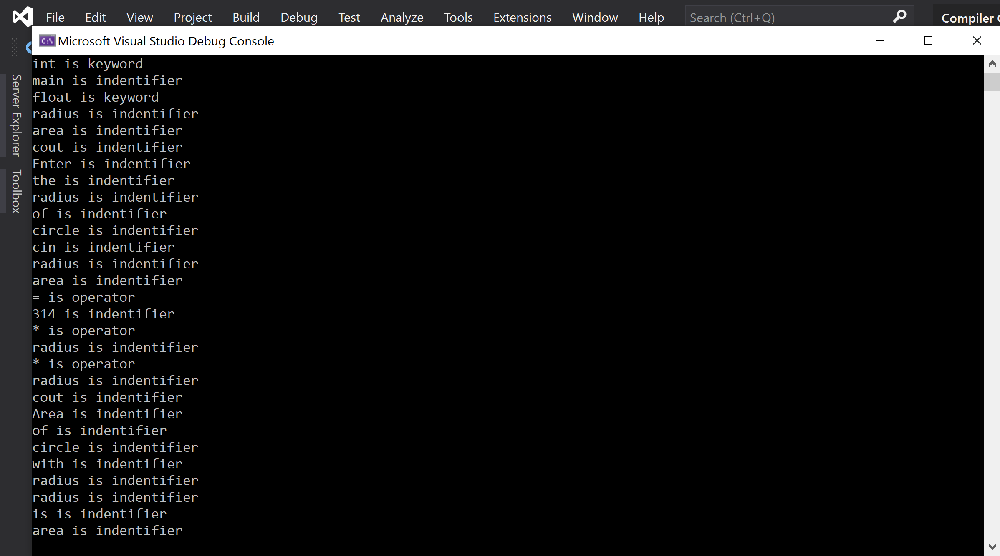 File Edit View Project Build Debug Test Analyze Tools Extensions Window Help Search (Ctrl+Q) Compiler
Microsoft Visual Studio Debug Console
Server Explorer
Toolbox
int is keyword
main is indentifier
float is keyword
radius is indentifier
area is indentifier
cout is indentifier
Enter is indentifier
the is indentifier
radius is indentifier
of is indentifier
circle is indentifier
cin is indentifier
radius is indentifier
area is indentifier
= is operator
314 is indentifier
* is operator
radius is indentifier
* is operator
radius is indentifier
cout is indentifier
Area is indentifier
of is indentifier
circle is indentifier
with is indentifier
radius is indentifier
radius is indentifier
is is indentifier
area is indentifier